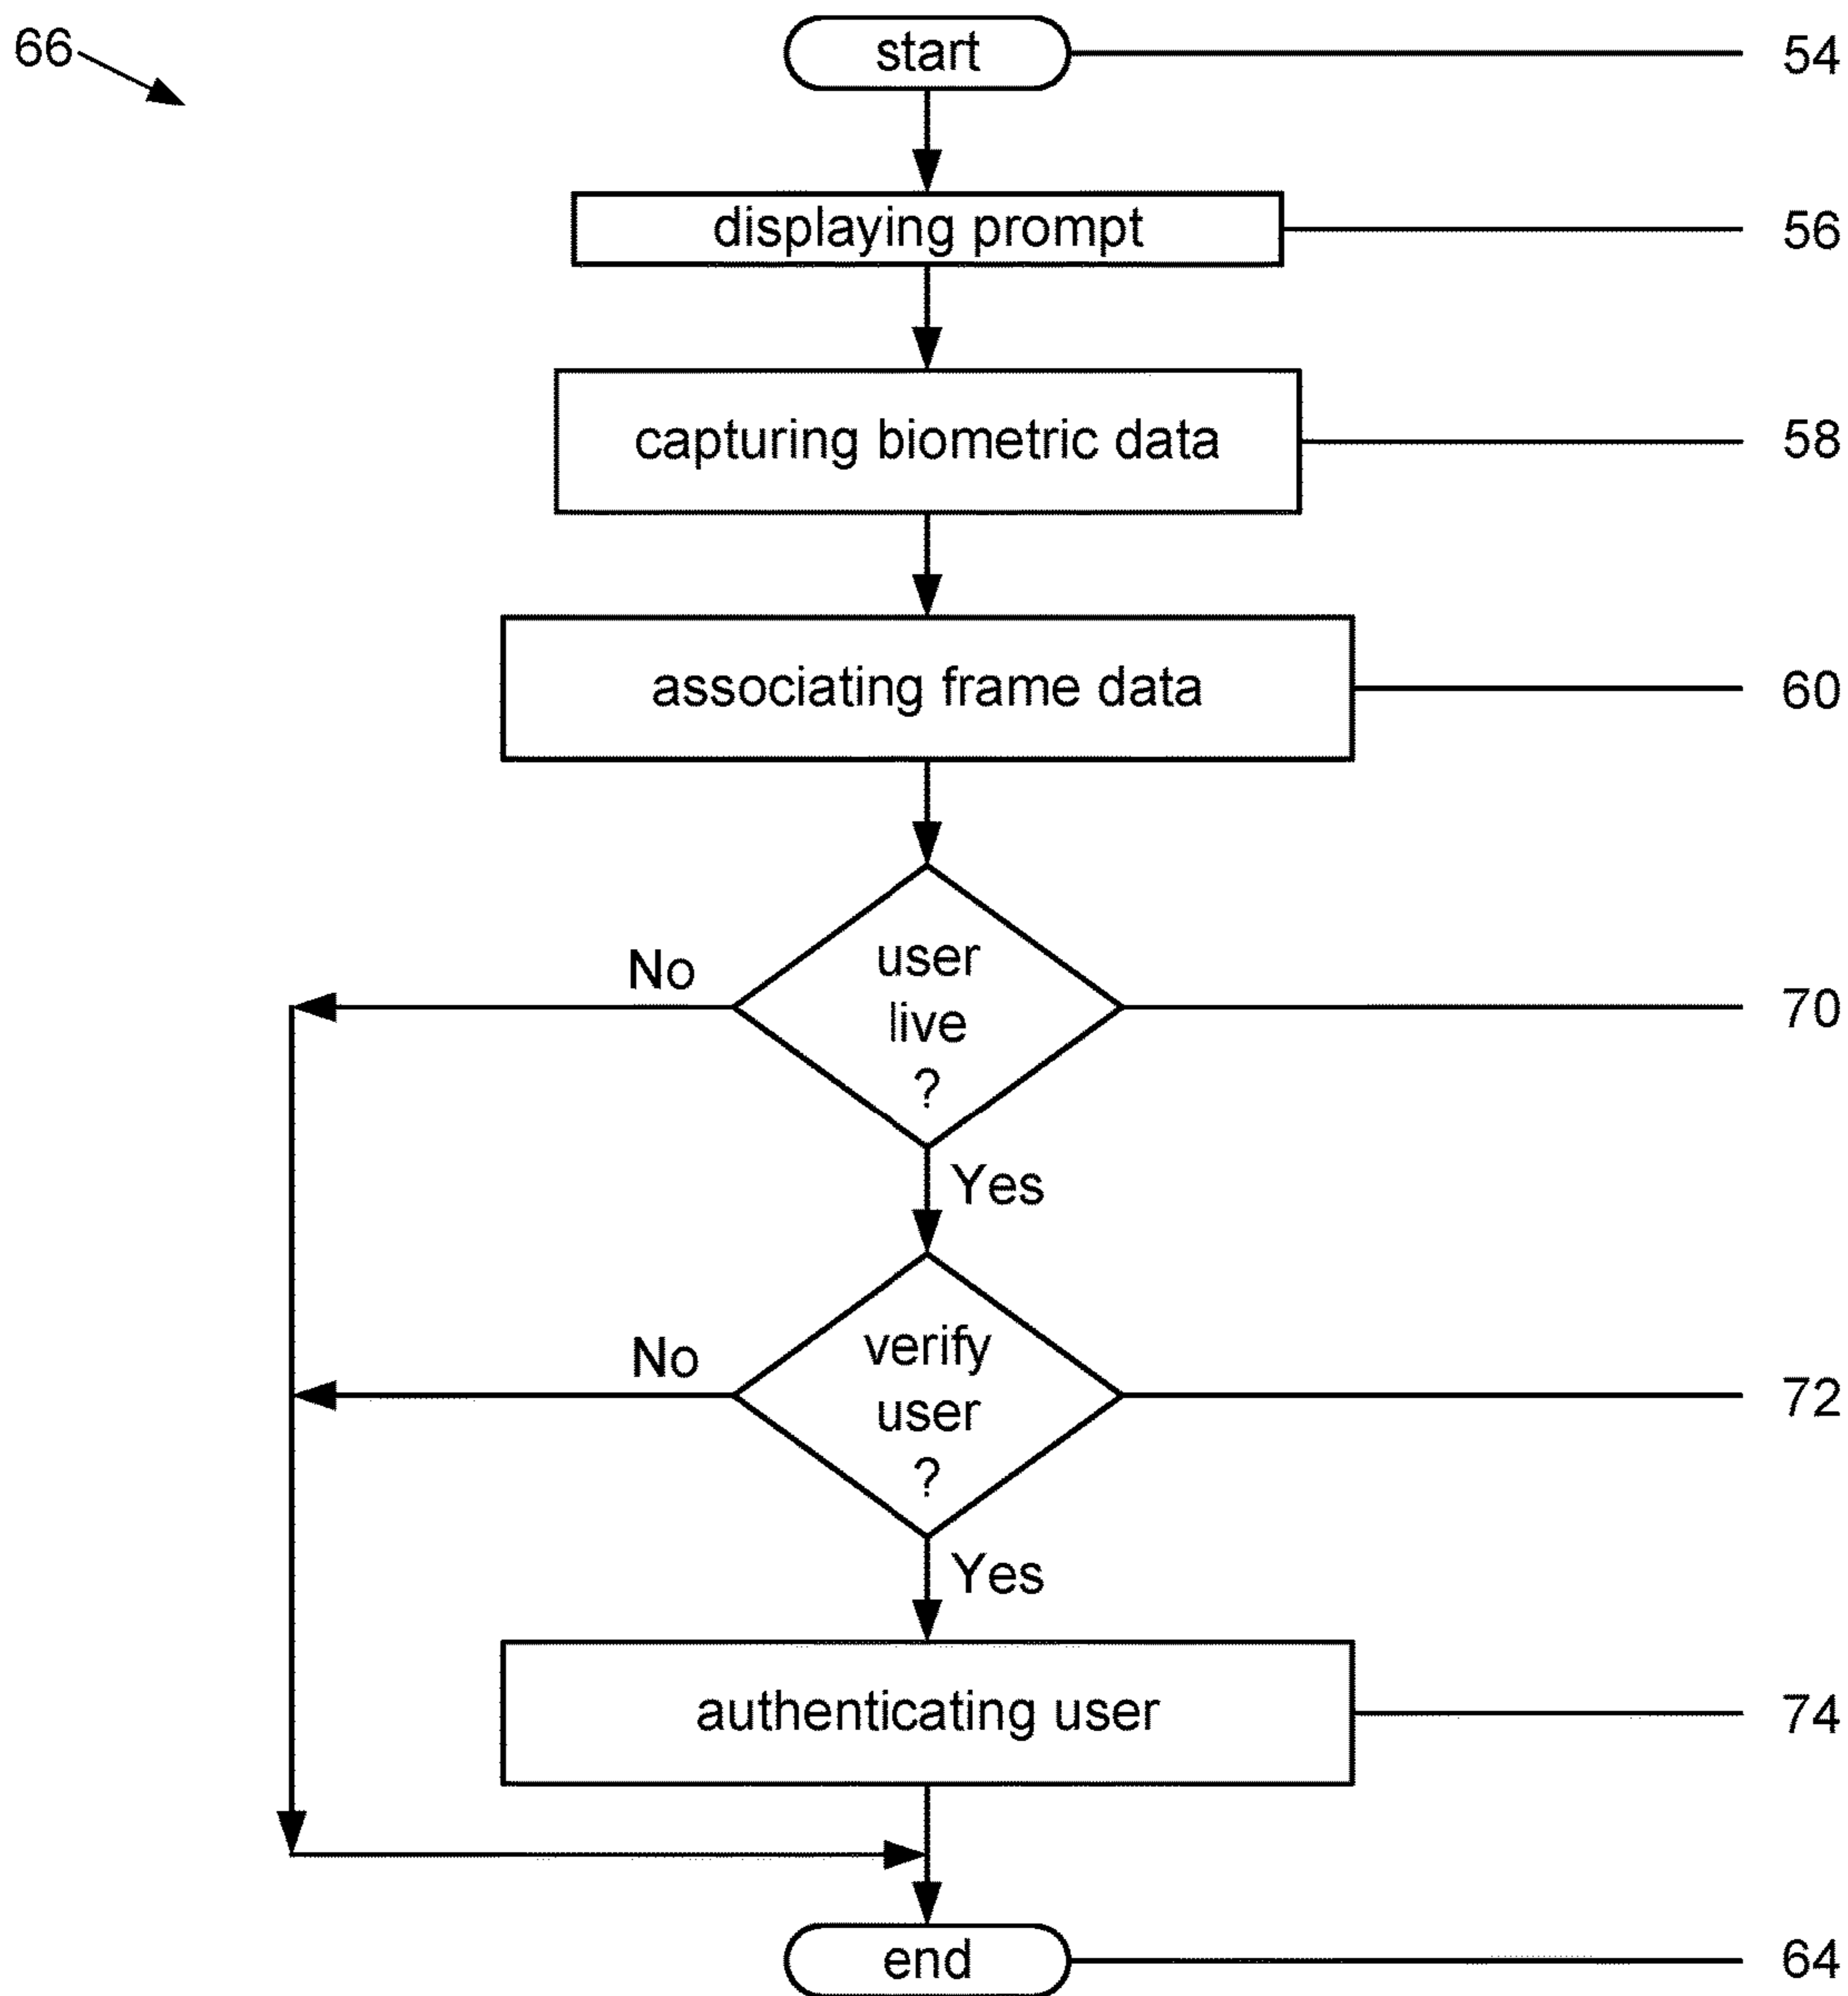 66
start 54
displaying prompt 56
capturing biometric data 58
associating frame data 60
user
live
?
No
70
Yes
verify
user
?
No
72
Yes
authenticating user 74
end 64